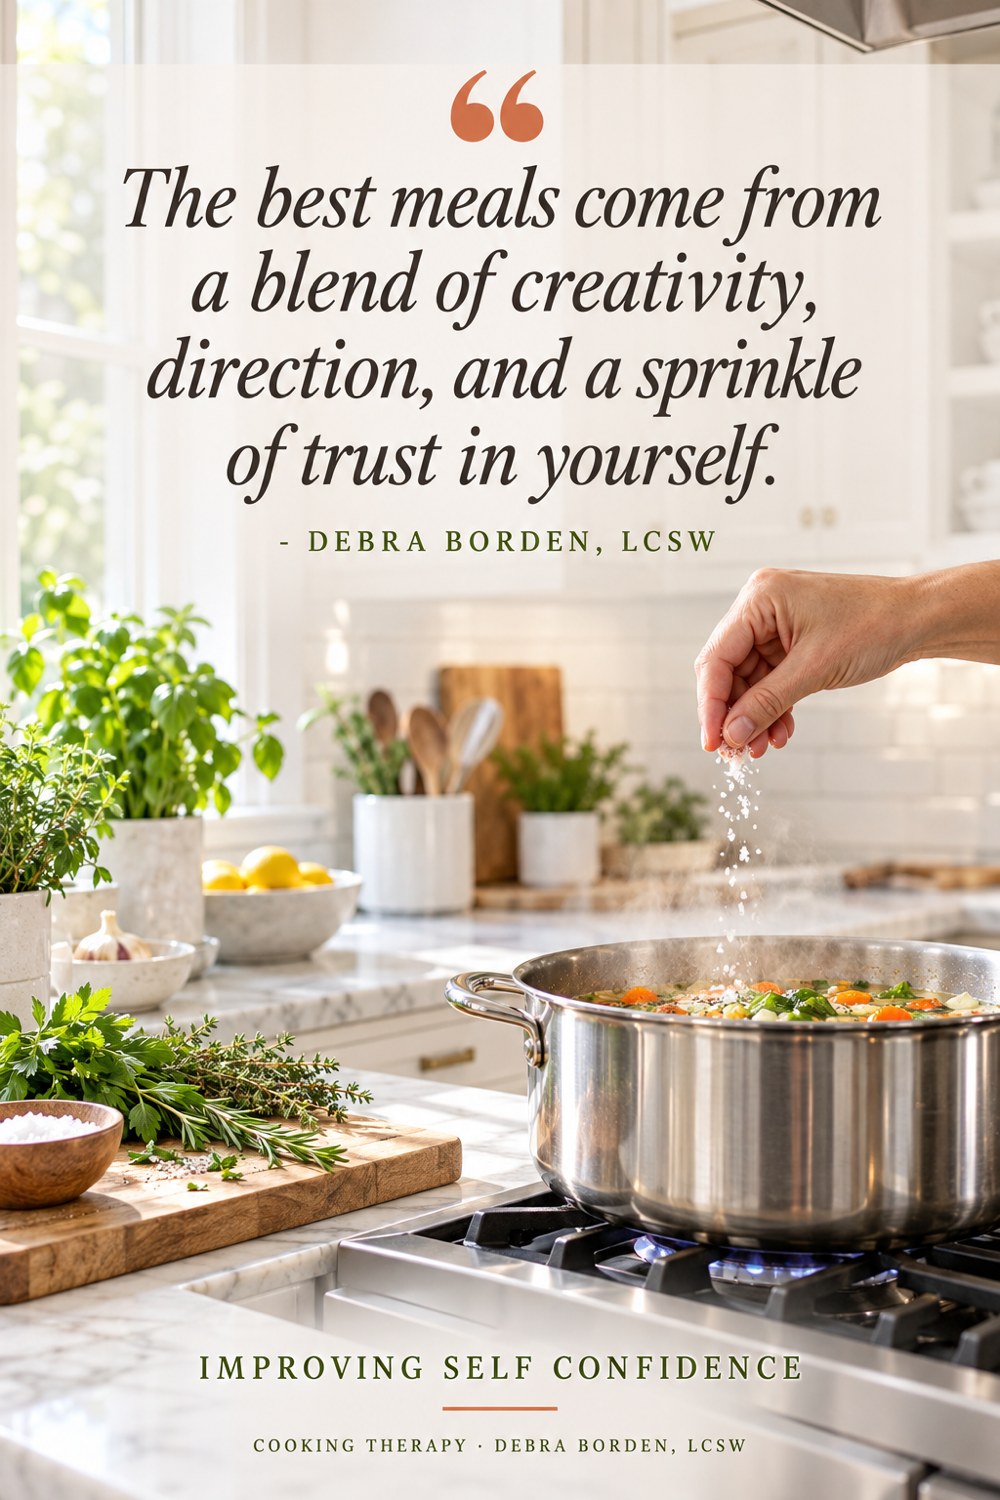 “
The best meals come from
a blend of creativity,
direction, and a sprinkle
of trust in yourself.
- DEBRA BORDEN, LCSW
IMPROVING SELF CONFIDENCE
COOKING THERAPY · DEBRA BORDEN, LCSW